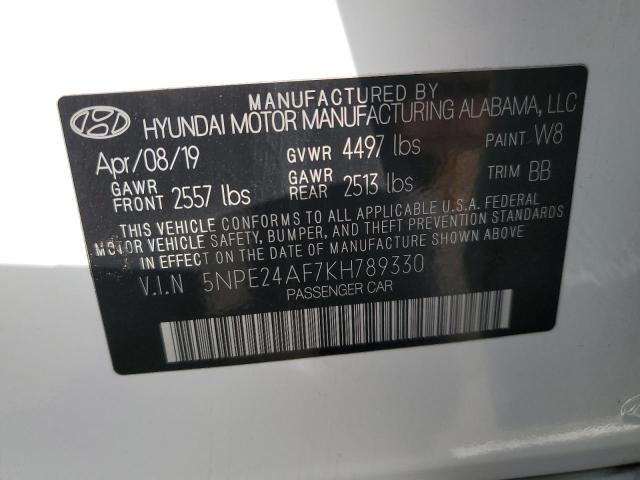 MANUFACTURED BY
HYUNDAI MOTOR MANUFACTURING ALABAMA, LLC
Apr/08/19 GVWR 4497 lbs PAINT W8
GAWR FRONT 2557 lbs GAWR REAR 2513 lbs TRIM BB
THIS VEHICLE CONFORMS TO ALL APPLICABLE U.S.A. FEDERAL
MOTOR VEHICLE SAFETY, BUMPER, AND THEFT PREVENTION STANDARDS
IN EFFECT ON THE DATE OF MANUFACTURE SHOWN ABOVE.
V.I.N 5NPE24AF7KH789330
PASSENGER CAR